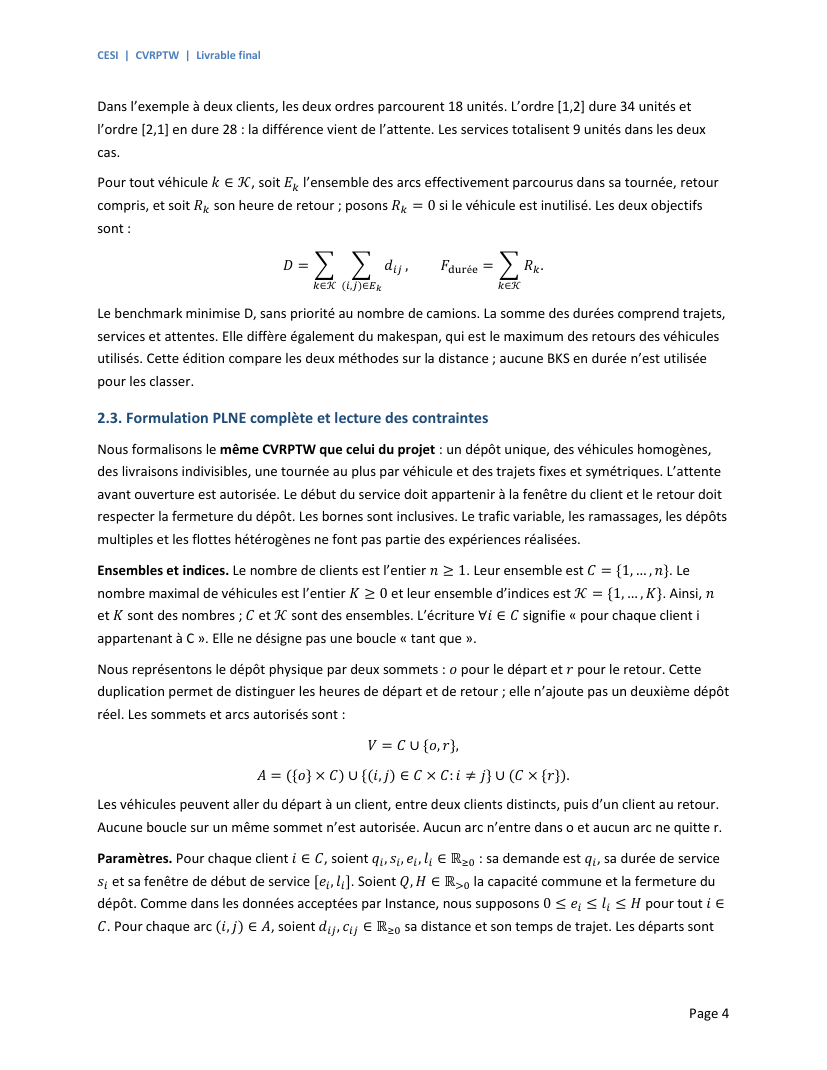 CESI | CVRPTW | Livrable final
Dans l’exemple à deux clients, les deux ordres parcourent 18 unités. L’ordre [1,2] dure 34 unités et
l’ordre [2,1] en dure 28 : la différence vient de l’attente. Les services totalisent 9 unités dans les deux
cas.
Pour tout véhicule k ∈ 𝒦, soit E_k l’ensemble des arcs effectivement parcourus dans sa tournée, retour
compris, et soit R_k son heure de retour ; posons R_k = 0 si le véhicule est inutilisé. Les deux objectifs
sont :
D = ∑_{k∈𝒦} ∑_{(i,j)∈E_k} d_{ij} , F_{durée} = ∑_{k∈𝒦} R_k.
Le benchmark minimise D, sans priorité au nombre de camions. La somme des durées comprend trajets,
services et attentes. Elle diffère également du makespan, qui est le maximum des retours des véhicules
utilisés. Cette édition compare les deux méthodes sur la distance ; aucune BKS en durée n’est utilisée
pour les classer.
2.3. Formulation PLNE complète et lecture des contraintes
Nous formalisons le même CVRPTW que celui du projet : un dépôt unique, des véhicules homogènes,
des livraisons indivisibles, une tournée au plus par véhicule et des trajets fixes et symétriques. L’attente
avant ouverture est autorisée. Le début du service doit appartenir à la fenêtre du client et le retour doit
respecter la fermeture du dépôt. Les bornes sont inclusives. Le trafic variable, les ramassages, les dépôts
multiples et les flottes hétérogènes ne font pas partie des expériences réalisées.
Ensembles et indices. Le nombre de clients est l’entier n ≥ 1. Leur ensemble est C = {1, … , n}. Le
nombre maximal de véhicules est l’entier K ≥ 0 et leur ensemble d’indices est 𝒦 = {1, … , K}. Ainsi, n
et K sont des nombres ; C et 𝒦 sont des ensembles. L’écriture ∀i ∈ C signifie « pour chaque client i
appartenant à C ». Elle ne désigne pas une boucle « tant que ».
Nous représentons le dépôt physique par deux sommets : o pour le départ et r pour le retour. Cette
duplication permet de distinguer les heures de départ et de retour ; elle n’ajoute pas un deuxième dépôt
réel. Les sommets et arcs autorisés sont :
V = C ∪ {o, r},
A = ({o} × C) ∪ {(i, j) ∈ C × C: i ≠ j} ∪ (C × {r}).
Les véhicules peuvent aller du départ à un client, entre deux clients distincts, puis d’un client au retour.
Aucune boucle sur un même sommet n’est autorisée. Aucun arc n’entre dans o et aucun arc ne quitte r.
Paramètres. Pour chaque client i ∈ C, soient q_i, s_i, e_i, l_i ∈ ℝ_{≥0} : sa demande est q_i, sa durée de service
s_i et sa fenêtre de début de service [e_i, l_i]. Soient Q, H ∈ ℝ_{>0} la capacité commune et la fermeture du
dépôt. Comme dans les données acceptées par Instance, nous supposons 0 ≤ e_i ≤ l_i ≤ H pour tout i ∈
C. Pour chaque arc (i, j) ∈ A, soient d_{ij}, c_{ij} ∈ ℝ_{≥0} sa distance et son temps de trajet. Les départs sont
Page 4